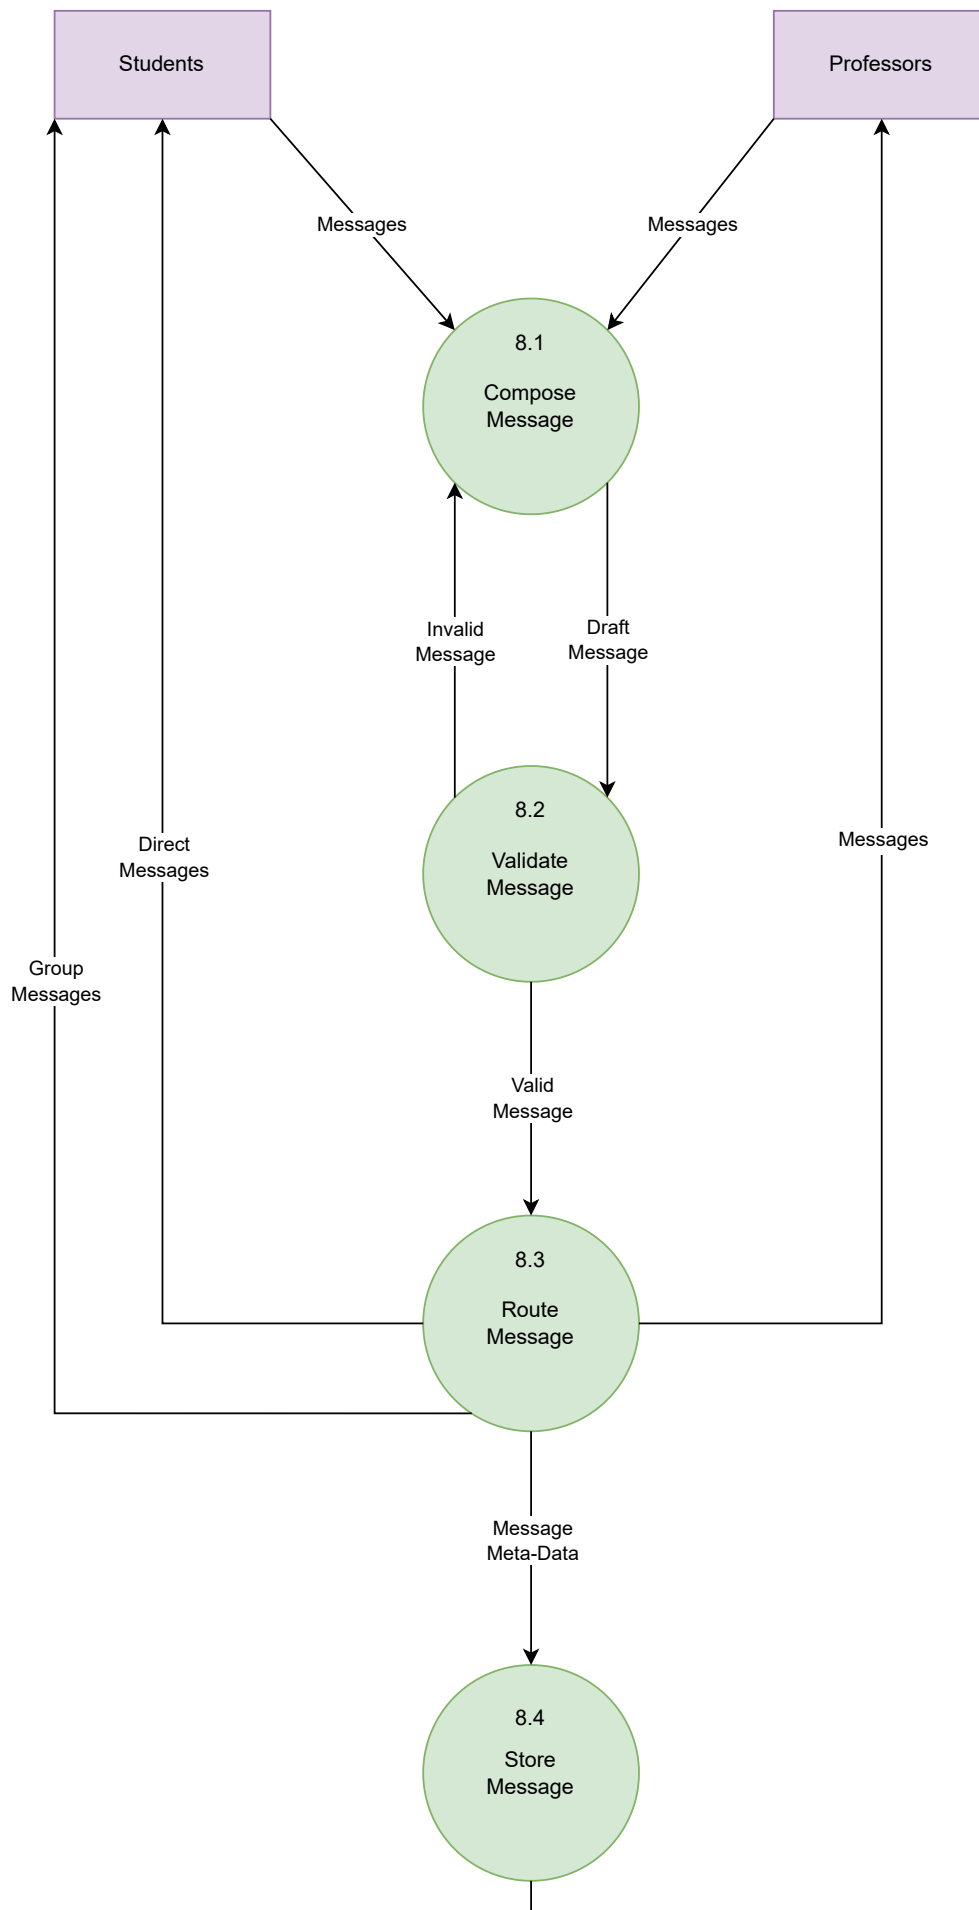 Students
Professors
Messages
Messages
8.1
Compose
Message
Invalid
Message
Draft
Message
8.2
Validate
Message
Direct
Messages
Messages
Group
Messages
Valid
Message
8.3
Route
Message
Message
Meta-Data
8.4
Store
Message